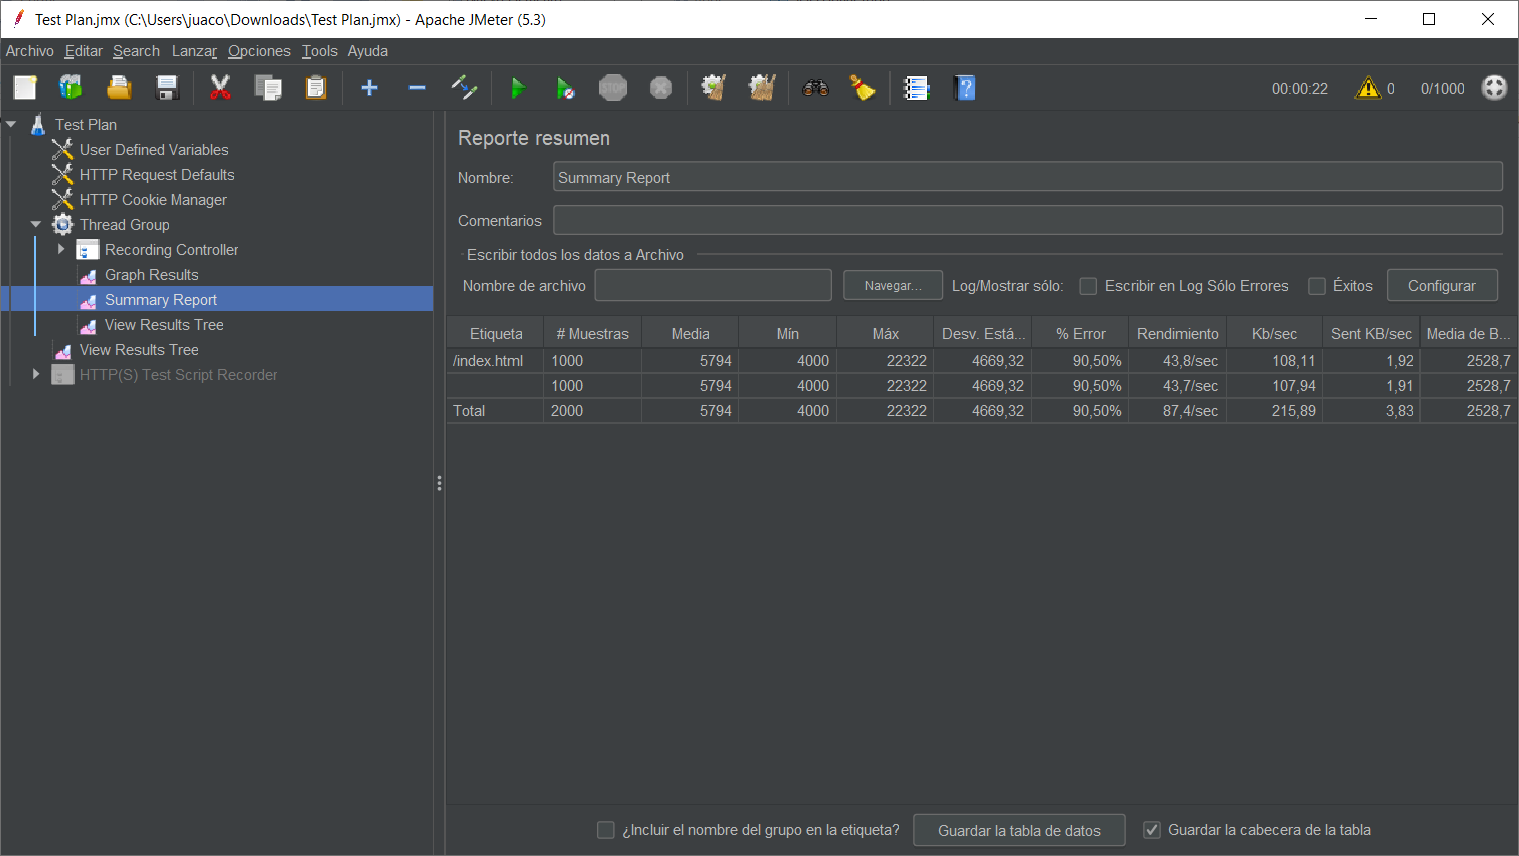 Test Plan.jmx (C:\Users\juaco\Downloads\Test Plan.jmx) - Apache JMeter (5.3)
Archivo Editar Search Lanzar Opciones Tools Ayuda
STOP ? 00:00:22 0 0/1000
Test Plan
User Defined Variables
HTTP Request Defaults
HTTP Cookie Manager
Thread Group
Recording Controller
Graph Results
Summary Report
View Results Tree
View Results Tree
HTTP(S) Test Script Recorder
Reporte resumen
Nombre: Summary Report
Comentarios
Escribir todos los datos a Archivo
Nombre de archivo Navegar... Log/Mostrar sólo: Escribir en Log Sólo Errores Éxitos Configurar
Etiqueta # Muestras Media Mín Máx Desv. Está... % Error Rendimiento Kb/sec Sent KB/sec Media de B...
/index.html 1000 5794 4000 22322 4669,32 90,50% 43,8/sec 108,11 1,92 2528,7
1000 5794 4000 22322 4669,32 90,50% 43,7/sec 107,94 1,91 2528,7
Total 2000 5794 4000 22322 4669,32 90,50% 87,4/sec 215,89 3,83 2528,7
¿Incluir el nombre del grupo en la etiqueta? Guardar la tabla de datos Guardar la cabecera de la tabla